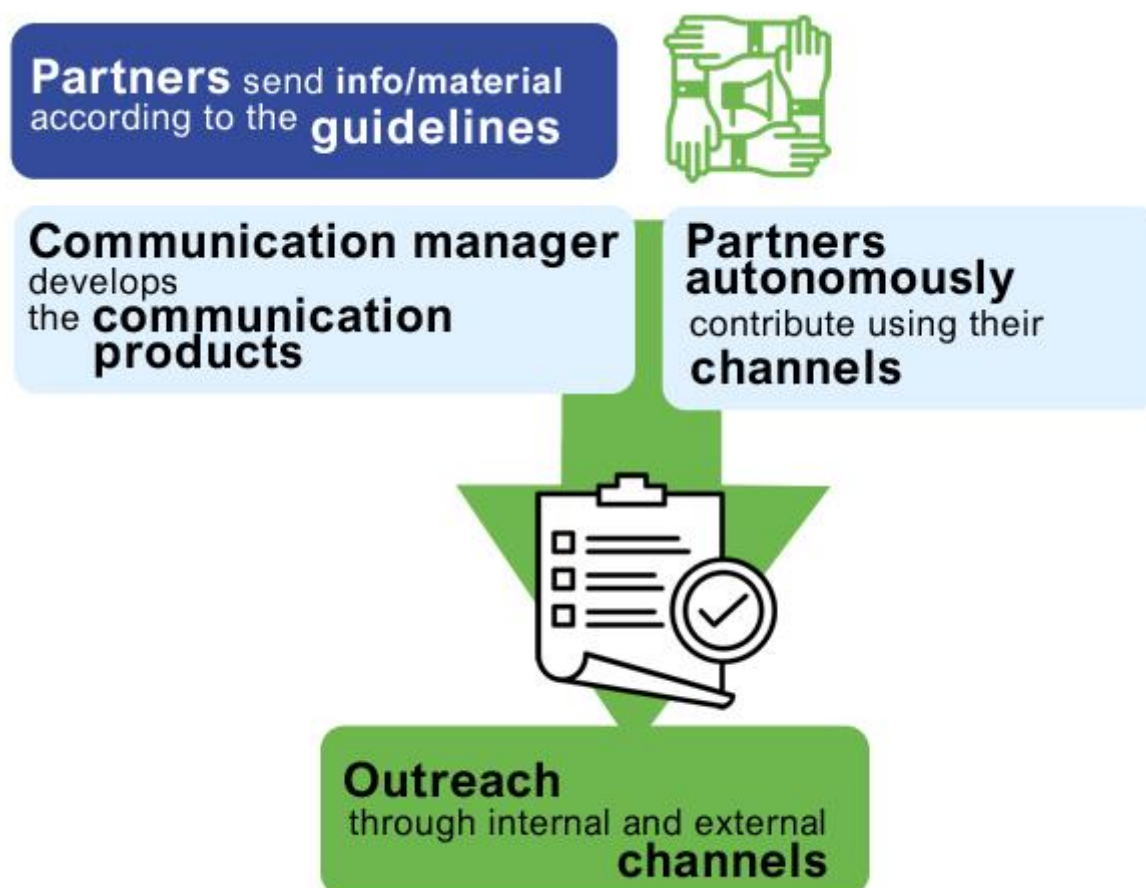 Partners send info/material
according to the guidelines
Communication manager
develops
the communication
products
Partners
autonomously
contribute using their
channels
Outreach
through internal and external
channels